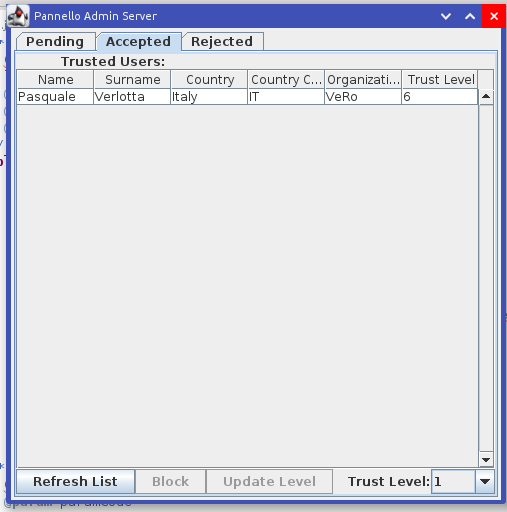 Pannello Admin Server
Pending Accepted Rejected
Trusted Users:
Name Surname Country Country C... Organizati... Trust Level
Pasquale Verlotta Italy IT VeRo 6
Refresh List Block Update Level Trust Level: 1